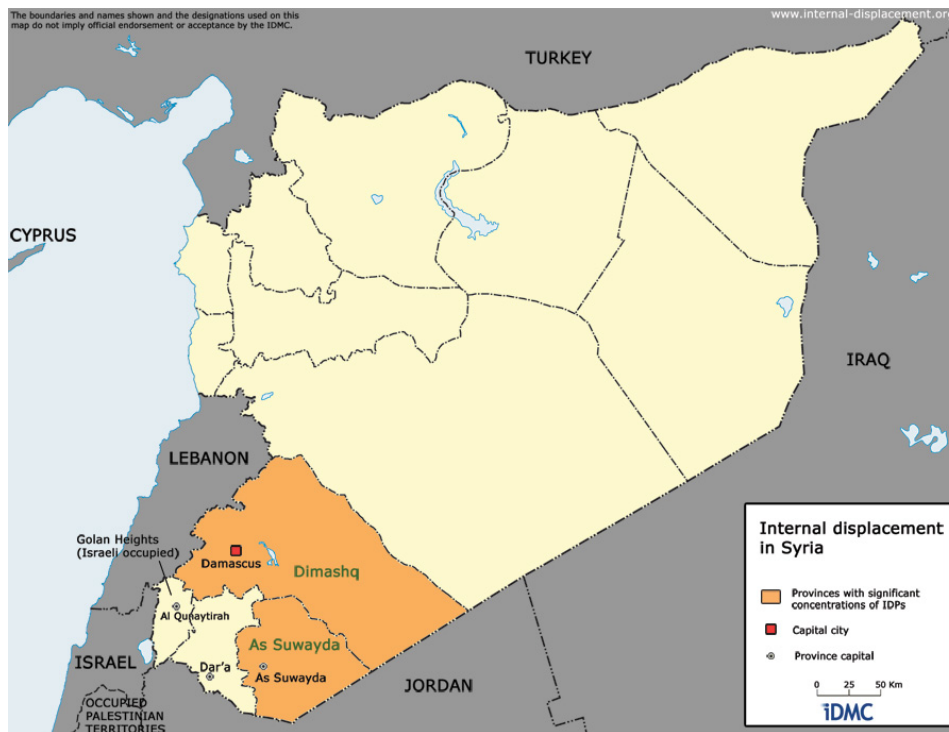 The boundaries and names shown and the designations used on this
map do not imply official endorsement or acceptance by the IDMC.
www.internal-displacement.org
TURKEY
CYPRUS
IRAQ
LEBANON
Golan Heights
(Israeli occupied)
Damascus
Dimashq
Al Qunaytirah
As Suwayda
Dar'a
As Suwayda
ISRAEL
JORDAN
OCCUPIED
PALESTINIAN
TERRITORIES
Internal displacement
in Syria
Provinces with significant
concentrations of IDPs
Capital city
Province capital
0 25 50 Km
iDMC